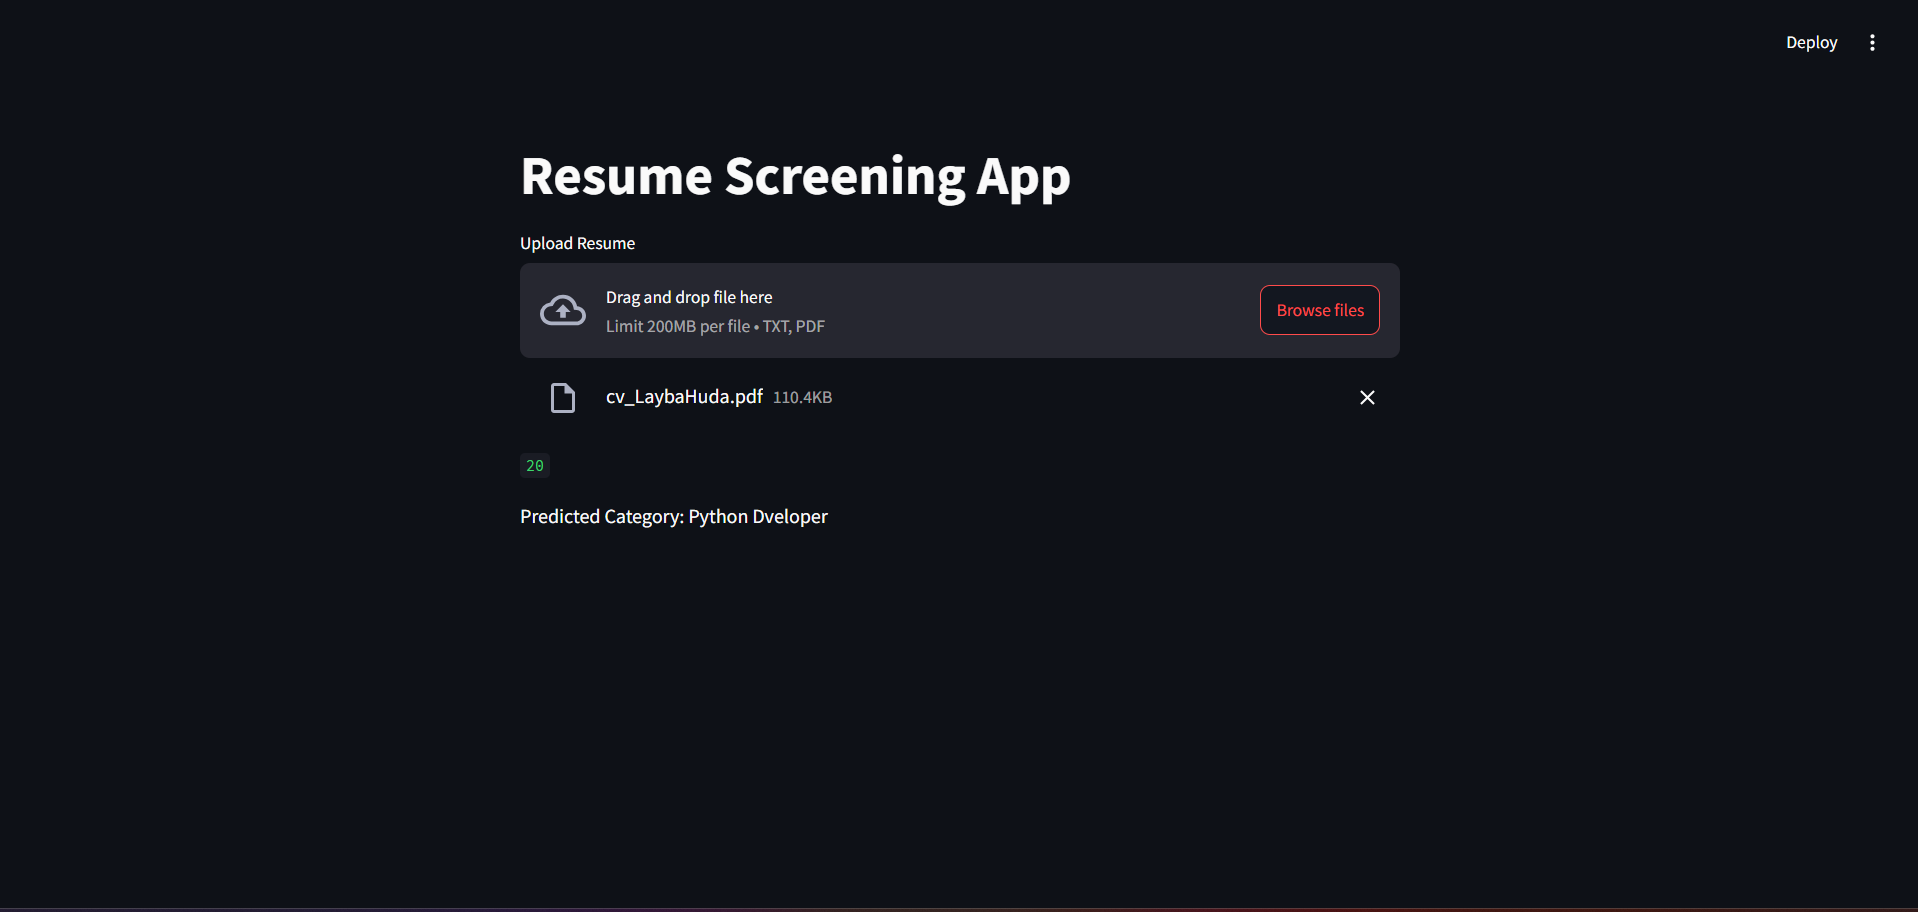 Deploy
Resume Screening App
Upload Resume
Drag and drop file here
Limit 200MB per file • TXT, PDF
Browse files
cv_LaybaHuda.pdf 110.4KB
20
Predicted Category: Python Dveloper